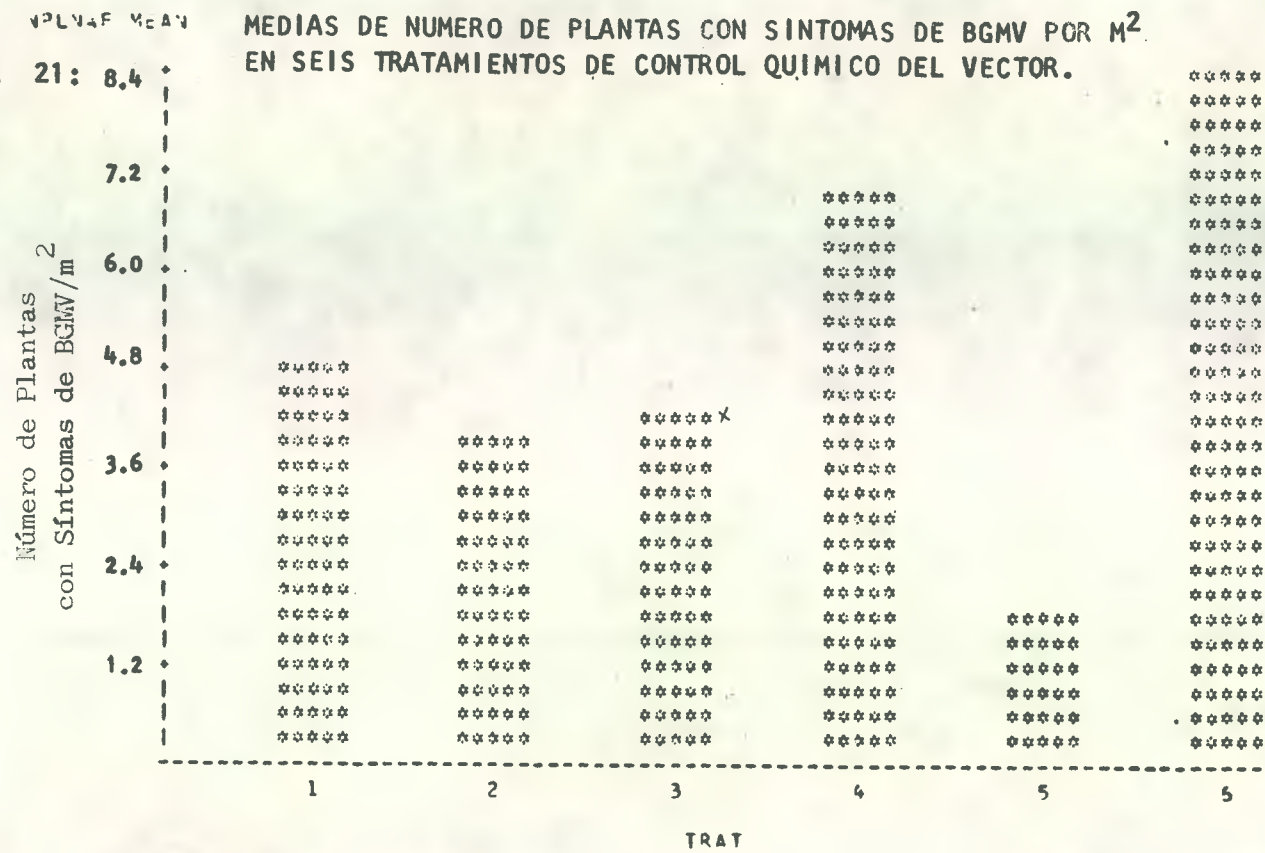 MEAN
MEDIAS DE NUMERO DE PLANTAS CON SINTOMAS DE BGMV POR M²
EN SEIS TRATAMIENTOS DE CONTROL QUIMICO DEL VECTOR.
21:
8.4
7.2
6.0
4.8
3.6
2.4
1.2
Número de Plantas
con Síntomas de BGMV/m²
x
1 2 3 4 5 6
TRAT